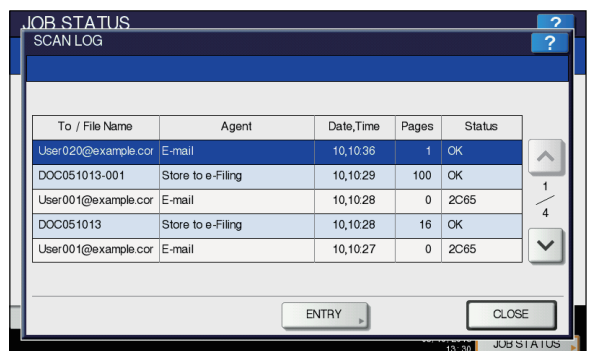 JOB STATUS ?
SCAN LOG ?
To / File Name Agent Date,Time Pages Status
User020@example.cor E-mail 10,10:36 1 OK
DOC051013-001 Store to e-Filing 10,10:29 100 OK
User001@example.cor E-mail 10,10:28 0 2C65
DOC051013 Store to e-Filing 10,10:28 16 OK
User001@example.cor E-mail 10,10:27 0 2C65
1
/
4
ENTRY CLOSE
13:30 JOB STATUS